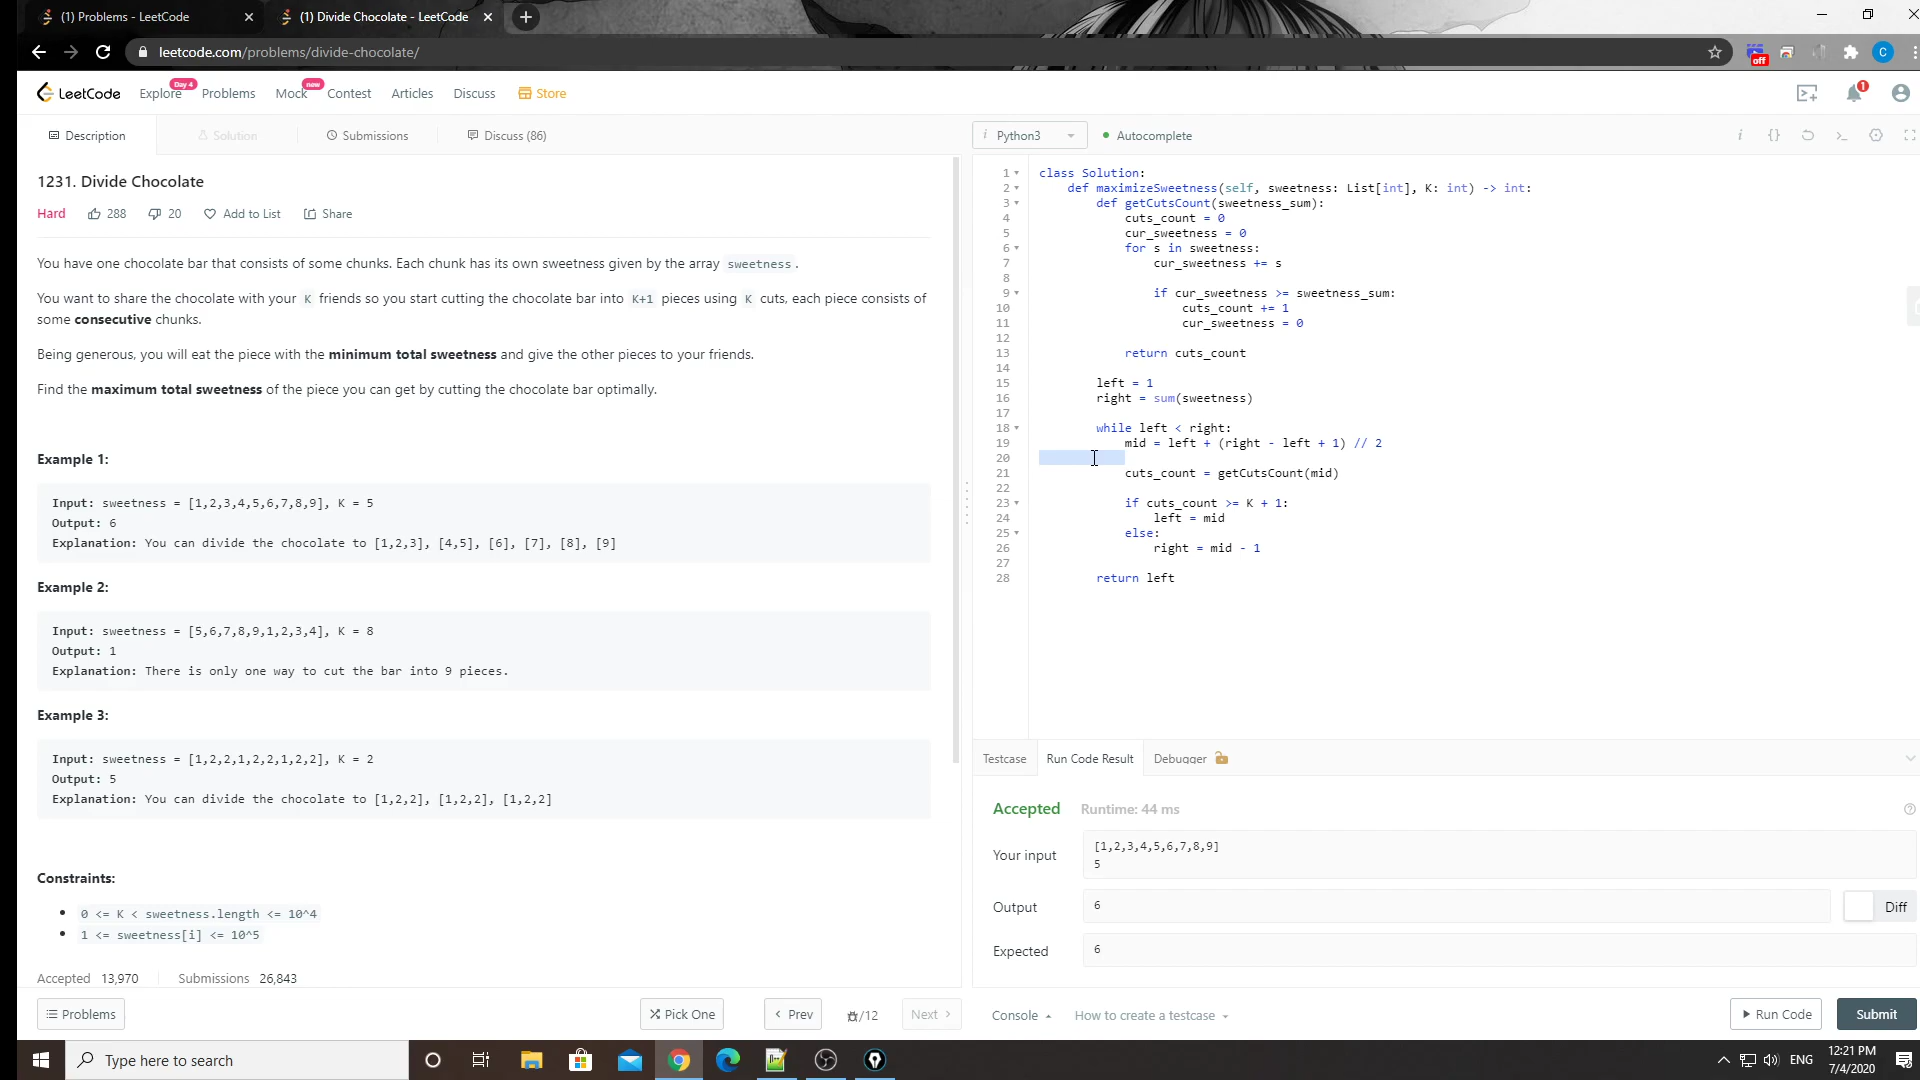 (1) Problems - LeetCode
(1) Divide Chocolate - LeetCode
leetcode.com/problems/divide-chocolate/
off
C
LeetCode
Explore
Day 4
Problems
Mock
new
Contest
Articles
Discuss
Store
1
Description
Solution
Submissions
Discuss (86)
i Python3
Autocomplete
i {} >_
1231. Divide Chocolate
Hard 288 20 Add to List Share
You have one chocolate bar that consists of some chunks. Each chunk has its own sweetness given by the array sweetness.
You want to share the chocolate with your K friends so you start cutting the chocolate bar into K+1 pieces using K cuts, each piece consists of
some consecutive chunks.
Being generous, you will eat the piece with the minimum total sweetness and give the other pieces to your friends.
Find the maximum total sweetness of the piece you can get by cutting the chocolate bar optimally.
Example 1:
Input: sweetness = [1,2,3,4,5,6,7,8,9], K = 5
Output: 6
Explanation: You can divide the chocolate to [1,2,3], [4,5], [6], [7], [8], [9]
Example 2:
Input: sweetness = [5,6,7,8,9,1,2,3,4], K = 8
Output: 1
Explanation: There is only one way to cut the bar into 9 pieces.
Example 3:
Input: sweetness = [1,2,2,1,2,2,1,2,2], K = 2
Output: 5
Explanation: You can divide the chocolate to [1,2,2], [1,2,2], [1,2,2]
Constraints:
0 <= K < sweetness.length <= 10^4
1 <= sweetness[i] <= 10^5
Accepted 13,970 Submissions 26,843
Problems
Pick One
Prev
/12
Next
1 class Solution:
2 def maximizeSweetness(self, sweetness: List[int], K: int) -> int:
3 def getCutsCount(sweetness_sum):
4 cuts_count = 0
5 cur_sweetness = 0
6 for s in sweetness:
7 cur_sweetness += s
8
9 if cur_sweetness >= sweetness_sum:
10 cuts_count += 1
11 cur_sweetness = 0
12
13 return cuts_count
14
15 left = 1
16 right = sum(sweetness)
17
18 while left < right:
19 mid = left + (right - left + 1) // 2
20
21 cuts_count = getCutsCount(mid)
22
23 if cuts_count >= K + 1:
24 left = mid
25 else:
26 right = mid - 1
27
28 return left
Testcase
Run Code Result
Debugger
Accepted Runtime: 44 ms
Your input
[1,2,3,4,5,6,7,8,9]
5
Output 6 Diff
Expected 6
Console
How to create a testcase
Run Code
Submit
Type here to search
ENG
12:21 PM
7/4/2020